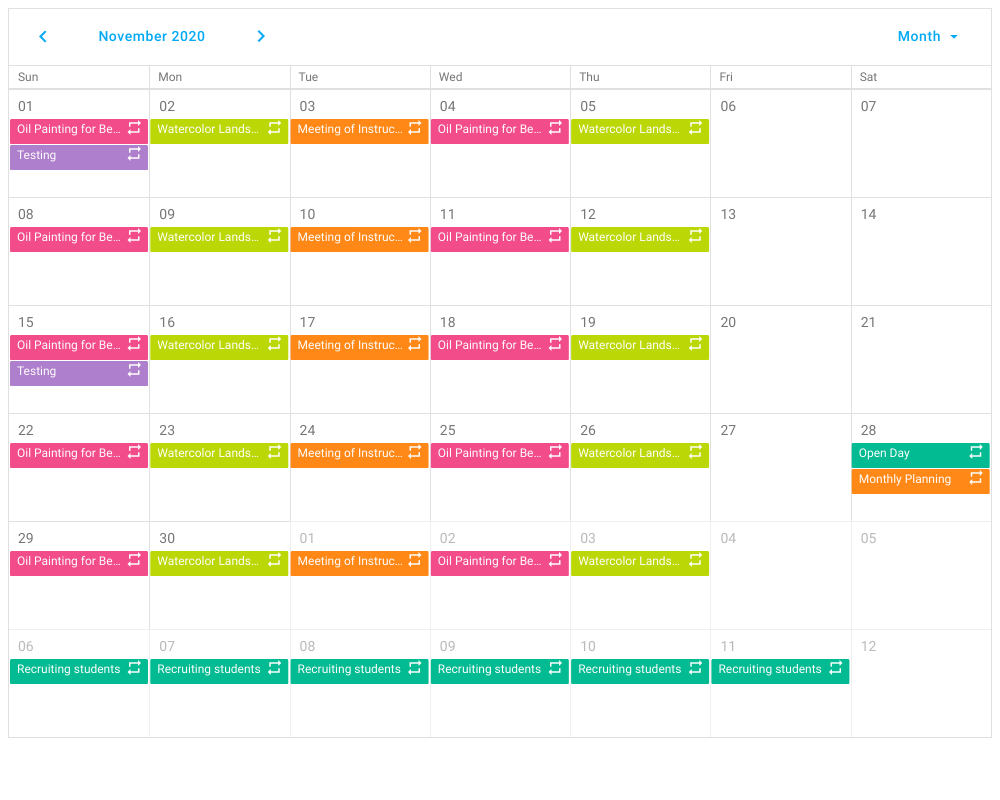 November 2020 Month
Sun Mon Tue Wed Thu Fri Sat
01 02 03 04 05 06 07
Oil Painting for Be... Watercolor Lands... Meeting of Instruc... Oil Painting for Be... Watercolor Lands...
Testing
08 09 10 11 12 13 14
Oil Painting for Be... Watercolor Lands... Meeting of Instruc... Oil Painting for Be... Watercolor Lands...
15 16 17 18 19 20 21
Oil Painting for Be... Watercolor Lands... Meeting of Instruc... Oil Painting for Be... Watercolor Lands...
Testing
22 23 24 25 26 27 28
Oil Painting for Be... Watercolor Lands... Meeting of Instruc... Oil Painting for Be... Watercolor Lands... Open Day
Monthly Planning
29 30 01 02 03 04 05
Oil Painting for Be... Watercolor Lands... Meeting of Instruc... Oil Painting for Be... Watercolor Lands...
06 07 08 09 10 11 12
Recruiting students Recruiting students Recruiting students Recruiting students Recruiting students Recruiting students